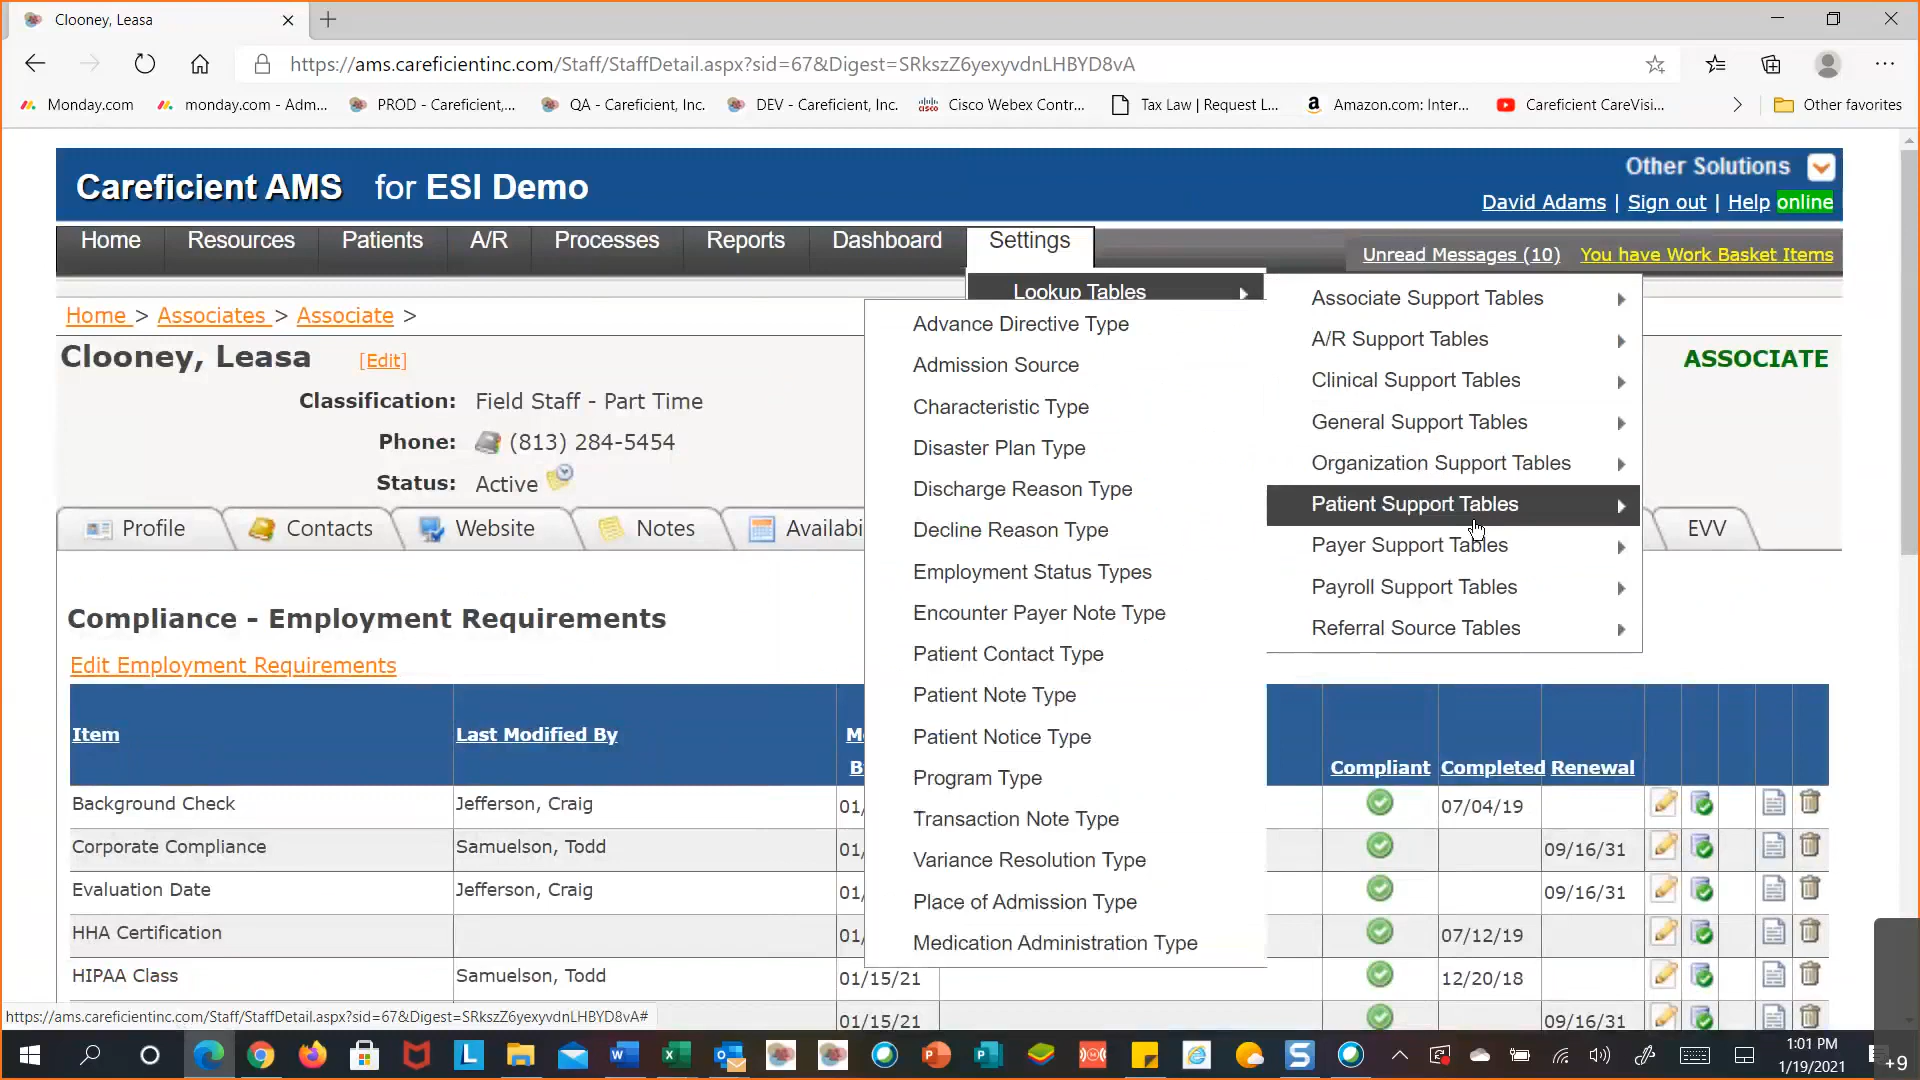 Clooney, Leasa
https://ams.careficientinc.com/Staff/StaffDetail.aspx?sid=67&Digest=SRkszZ6yexyvdnLHBYD8vA
Monday.com
monday.com - Adm...
PROD - Careficient,...
QA - Careficient, Inc.
DEV - Careficient, Inc.
Cisco Webex Contr...
Tax Law | Request L...
Amazon.com: Inter...
Careficient CareVisi...
Other favorites
Careficient AMS for ESI Demo
Other Solutions
David Adams | Sign out | Help online
Home Resources Patients A/R Processes Reports Dashboard Settings
Unread Messages (10) You have Work Basket Items
Lookup Tables
Home > Associates > Associate >
Clooney, Leasa [Edit]
ASSOCIATE
Classification: Field Staff - Part Time
Phone: (813) 284-5454
Status: Active
Profile Contacts Website Notes Availabi EVV
Associate Support Tables
A/R Support Tables
Clinical Support Tables
General Support Tables
Organization Support Tables
Patient Support Tables
Payer Support Tables
Payroll Support Tables
Referral Source Tables
Advance Directive Type
Admission Source
Characteristic Type
Disaster Plan Type
Discharge Reason Type
Decline Reason Type
Employment Status Types
Encounter Payer Note Type
Patient Contact Type
Patient Note Type
Patient Notice Type
Program Type
Transaction Note Type
Variance Resolution Type
Place of Admission Type
Medication Administration Type
Compliance - Employment Requirements
Edit Employment Requirements
Item Last Modified By Compliant Completed Renewal
Background Check Jefferson, Craig 01/ 07/04/19
Corporate Compliance Samuelson, Todd 01/ 09/16/31
Evaluation Date Jefferson, Craig 01/ 09/16/31
HHA Certification 01/ 07/12/19
HIPAA Class Samuelson, Todd 01/15/21 12/20/18
01/15/21 09/16/31
https://ams.careficientinc.com/Staff/StaffDetail.aspx?sid=67&Digest=SRkszZ6yexyvdnLHBYD8vA#
1:01 PM
1/19/2021
+9